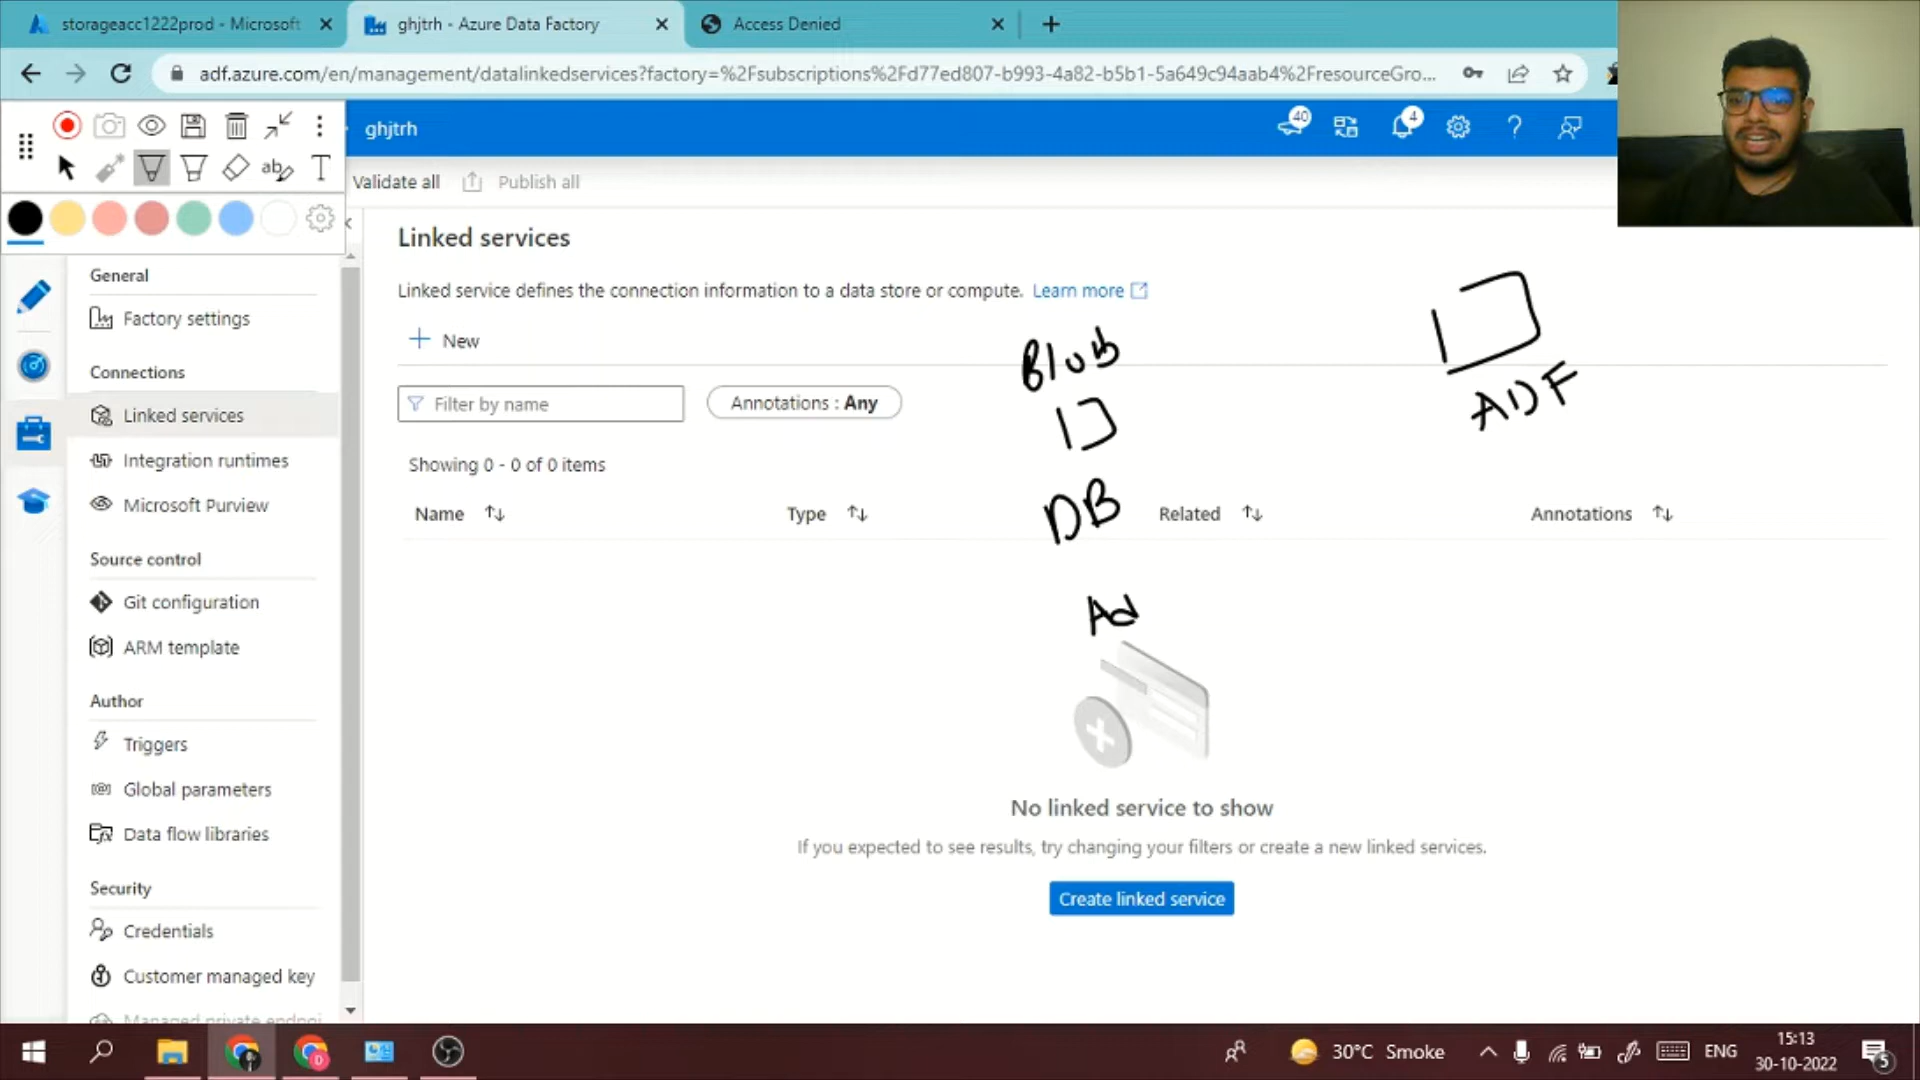 storageacc1222prod - Microsoft
ghjtrh - Azure Data Factory
Access Denied
adf.azure.com/en/management/datalinkedservices?factory=%2Fsubscriptions%2Fd77ed807-b993-4a82-b5b1-5a649c94aab4%2FresourceGro...
ghjtrh
40
4
Validate all
Publish all
General
Factory settings
Connections
Linked services
Integration runtimes
Microsoft Purview
Source control
Git configuration
ARM template
Author
Triggers
Global parameters
Data flow libraries
Security
Credentials
Customer managed key
Managed private endpoi
Linked services
Linked service defines the connection information to a data store or compute. Learn more
New
Filter by name
Annotations : Any
Showing 0 - 0 of 0 items
Name
Type
Related
Annotations
Blob
DB
Ad
ADF
No linked service to show
If you expected to see results, try changing your filters or create a new linked services.
Create linked service
30°C Smoke
ENG
15:13
30-10-2022
5